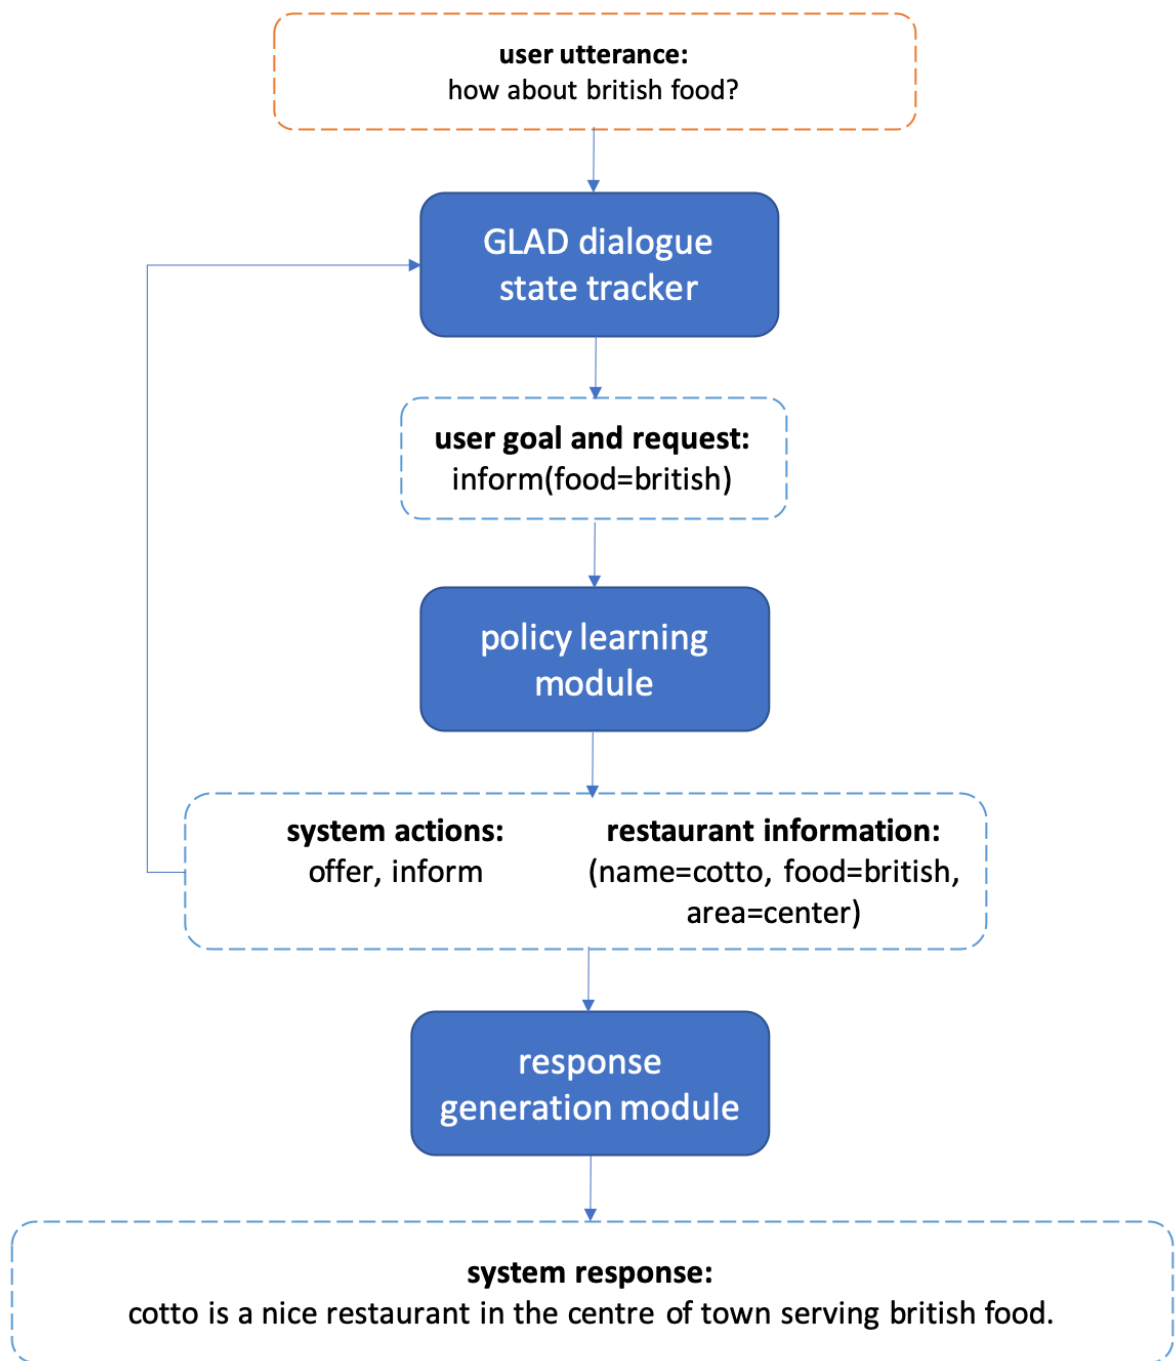 user utterance:
how about british food?
GLAD dialogue
state tracker
user goal and request:
inform(food=british)
policy learning
module
system actions:
offer, inform
restaurant information:
(name=cotto, food=british,
area=center)
response
generation module
system response:
cotto is a nice restaurant in the centre of town serving british food.